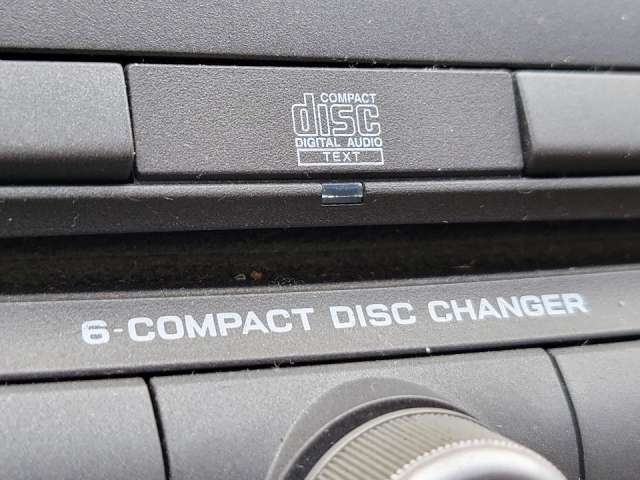 COMPACT
disc
DIGITAL AUDIO
TEXT
6-COMPACT DISC CHANGER